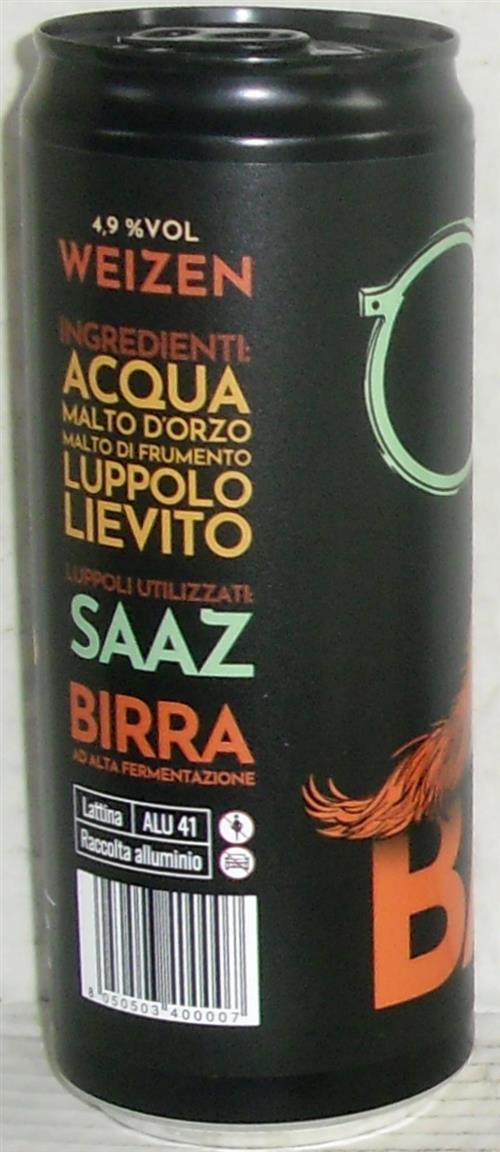 4,9 %VOL
WEIZEN
INGREDIENTI:
ACQUA
MALTO D'ORZO
MALTO DI FRUMENTO
LUPPOLO
LIEVITO
LUPPOLI UTILIZZATI:
SAAZ
BIRRA
AD ALTA FERMENTAZIONE
Lattina ALU 41
Raccolta alluminio
8 050503 400007